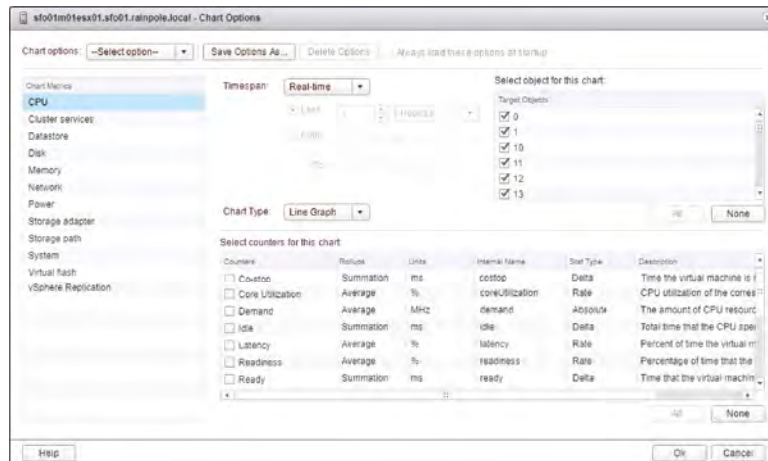 sfo01m01esx01.sfo01.rainpole.local - Chart Options
Chart options: --Select option-- Save Options As... Delete Options Always load these options at startup
Chart Metrics
CPU
Cluster services
Datastore
Disk
Memory
Network
Power
Storage adapter
Storage path
System
Virtual flash
vSphere Replication
Timespan: Real-time
Last
Chart Type: Line Graph
Select object for this chart:
Target Objects
0
1
10
11
12
13
All None
Select counters for this chart:
Counters Rollups Units Internal Name Stat Type Description
Co-stop Summation ms costop Delta Time the virtual machine is
Core Utilization Average % coreUtilization Rate CPU utilization of the corres
Demand Average MHz demand Absolute The amount of CPU resourc
Idle Summation ms idle Delta Total time that the CPU spe
Latency Average % latency Rate Percent of time the virtual m
Readiness Average % readiness Rate Percentage of time that the
Ready Summation ms ready Delta Time that the virtual machin
All None
Help Ok Cancel